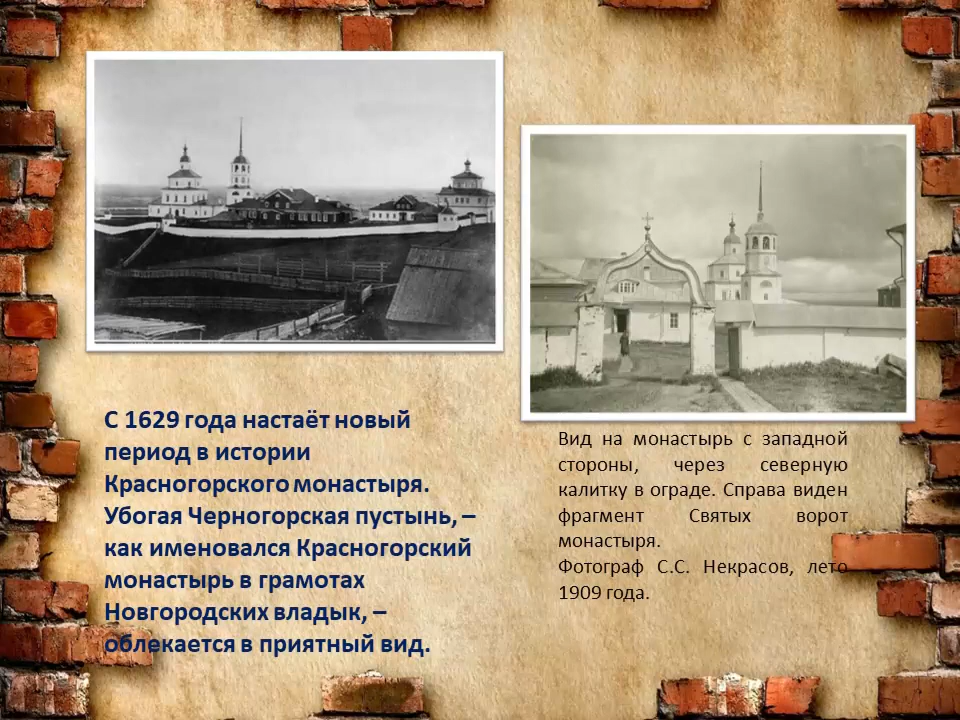 С 1629 года настаёт новый
период в истории
Красногорского монастыря.
Убогая Черногорская пустынь, –
как именовался Красногорский
монастырь в грамотах
Новгородских владык, –
облекается в приятный вид.
Вид на монастырь с западной
стороны, через северную
калитку в ограде. Справа виден
фрагмент Святых ворот
монастыря.
Фотограф С.С. Некрасов, лето
1909 года.